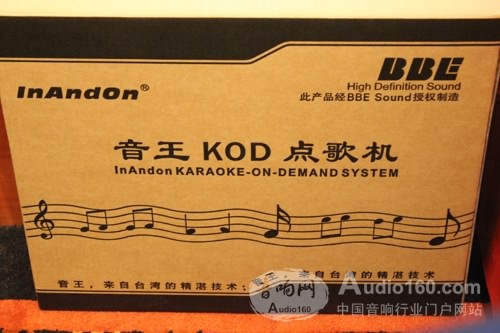 InAndOn®
BBE
High Definition Sound
此产品经BBE Sound授权制造
音王 KOD 点歌机
InAndon KARAOKE-ON-DEMAND SYSTEM
音王,来自台湾的精湛技术;
音王,来自台湾的精湛技术
音响网
Audio160
Audio160.com
中国音响行业门户网站